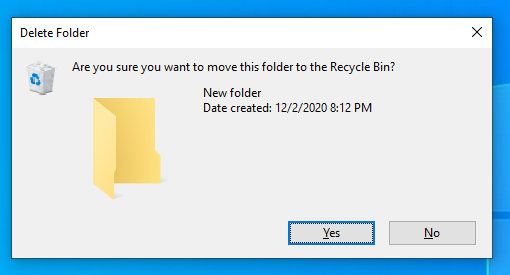 Delete Folder
Are you sure you want to move this folder to the Recycle Bin?
New folder
Date created: 12/2/2020 8:12 PM
Yes
No